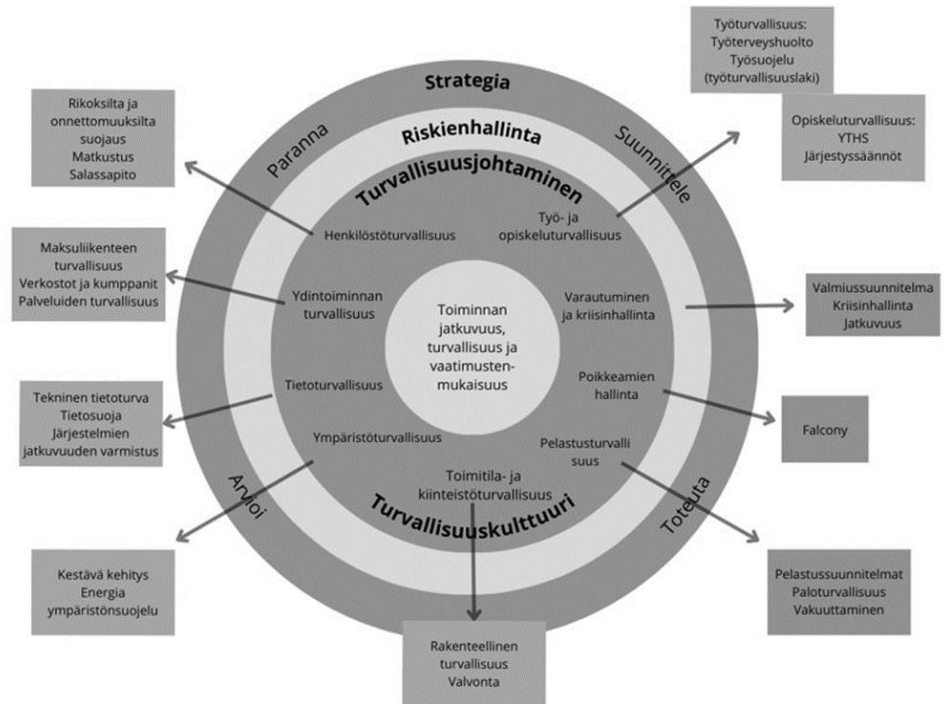 Työturvallisuus:
Työterveyshuolto
Työsuojelu
(työturvallisuuslaki)
Opiskeluturvallisuus:
YTHS
Järjestyssäännöt
Strategia
Paranna
Suunnittele
Riskienhallinta
Turvallisuusjohtaminen
Rikoksilta ja
onnettomuuksilta
suojaus
Matkustus
Salassapito
Henkilöstöturvallisuus
Työ- ja
opiskeluturvallisuus
Maksuliikenteen
turvallisuus
Verkostot ja kumppanit
Palveluiden turvallisuus
Ydintoiminnan
turvallisuus
Toiminnan
jatkuvuus,
turvallisuus ja
vaatimusten-
mukaisuus
Varautuminen
ja kriisinhallinta
Valmiussuunnitelma
Kriisinhallinta
Jatkuvuus
Tekninen tietoturva
Tietosuoja
Järjestelmien
jatkuvuuden varmistus
Tietoturvallisuus
Poikkeamien
hallinta
Falcony
Ympäristöturvallisuus
Pelastusturvalli
suus
Toimitila- ja
kiinteistöturvallisuus
Turvallisuuskulttuuri
Arvioi
Toteuta
Kestävä kehitys
Energia
ympäristönsuojelu
Pelastussuunnitelmat
Paloturvallisuus
Vakuuttaminen
Rakenteellinen
turvallisuus
Valvonta